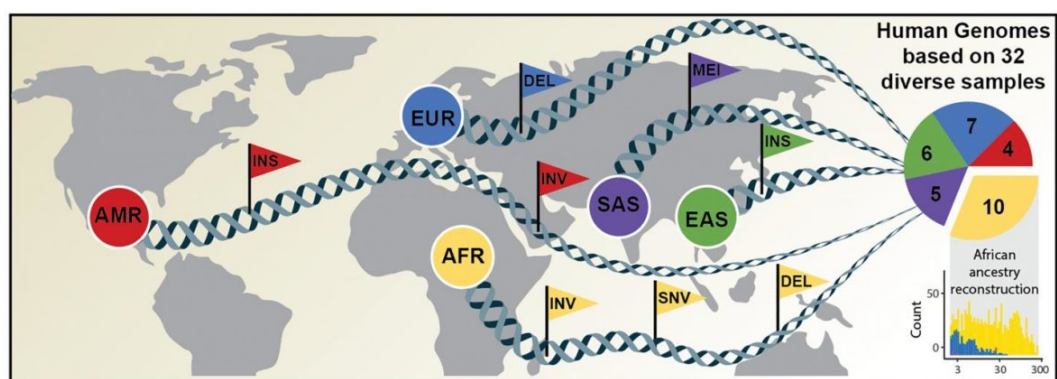 Human Genomes
based on 32
diverse samples
DEL
MEI
EUR
INS
INS
INV
AMR
SAS
EAS
AFR
INV
SNV
DEL
7
6
4
5
10
African
ancestry
reconstruction
50
Count
0
3 30 300